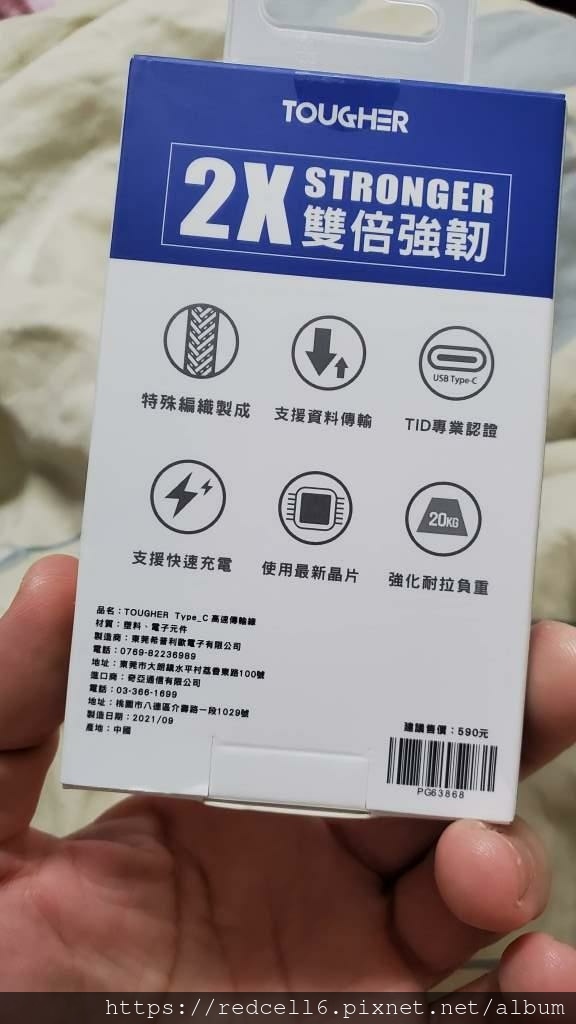 TOUGHER
2X STRONGER
雙倍強韌
特殊編織製成
支援資料傳輸
USB Type-C
TID專業認證
支援快速充電
使用最新晶片
20KG
強化耐拉負重
品名：TOUGHER Type_C 高速傳輸線
材質：塑料、電子元件
製造商：東莞希普利歐電子有限公司
電話：0769-82236989
地址：東莞市大朗鎮水平村荔香東路100號
進口商：奇亞通信有限公司
電話：03-366-1699
地址：桃園市八德區介壽路一段1029號
製造日期：2021/09
產地：中國
建議售價：590元
PG63868
https://redcell6.pixnet.net/album